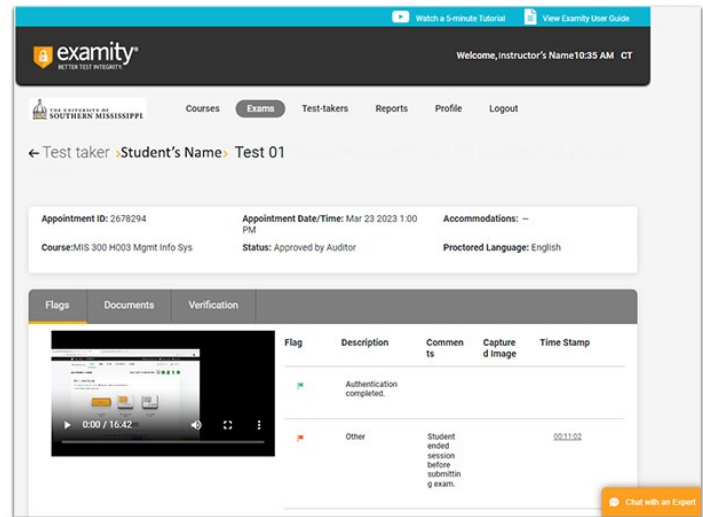 Watch a 5-minute Tutorial View Examity User Guide
examity®
BETTER TEST INTEGRITY.
Welcome, Instructor's Name10:35 AM CT
THE UNIVERSITY OF
SOUTHERN MISSISSIPPI
Courses Exams Test-takers Reports Profile Logout
←Test taker ›Student's Name› Test 01
Appointment ID: 2678294 Appointment Date/Time: Mar 23 2023 1:00 Accommodations: --
PM
Course:MIS 300 H003 Mgmt Info Sys Status: Approved by Auditor Proctored Language: English
Flags Documents Verification
Flag Description Commen Capture Time Stamp
ts d Image
Authentication
completed.
Other Student 00:11:02
ended
session
before
submittin
g exam.
0:00 / 16:42
Chat with an Expert